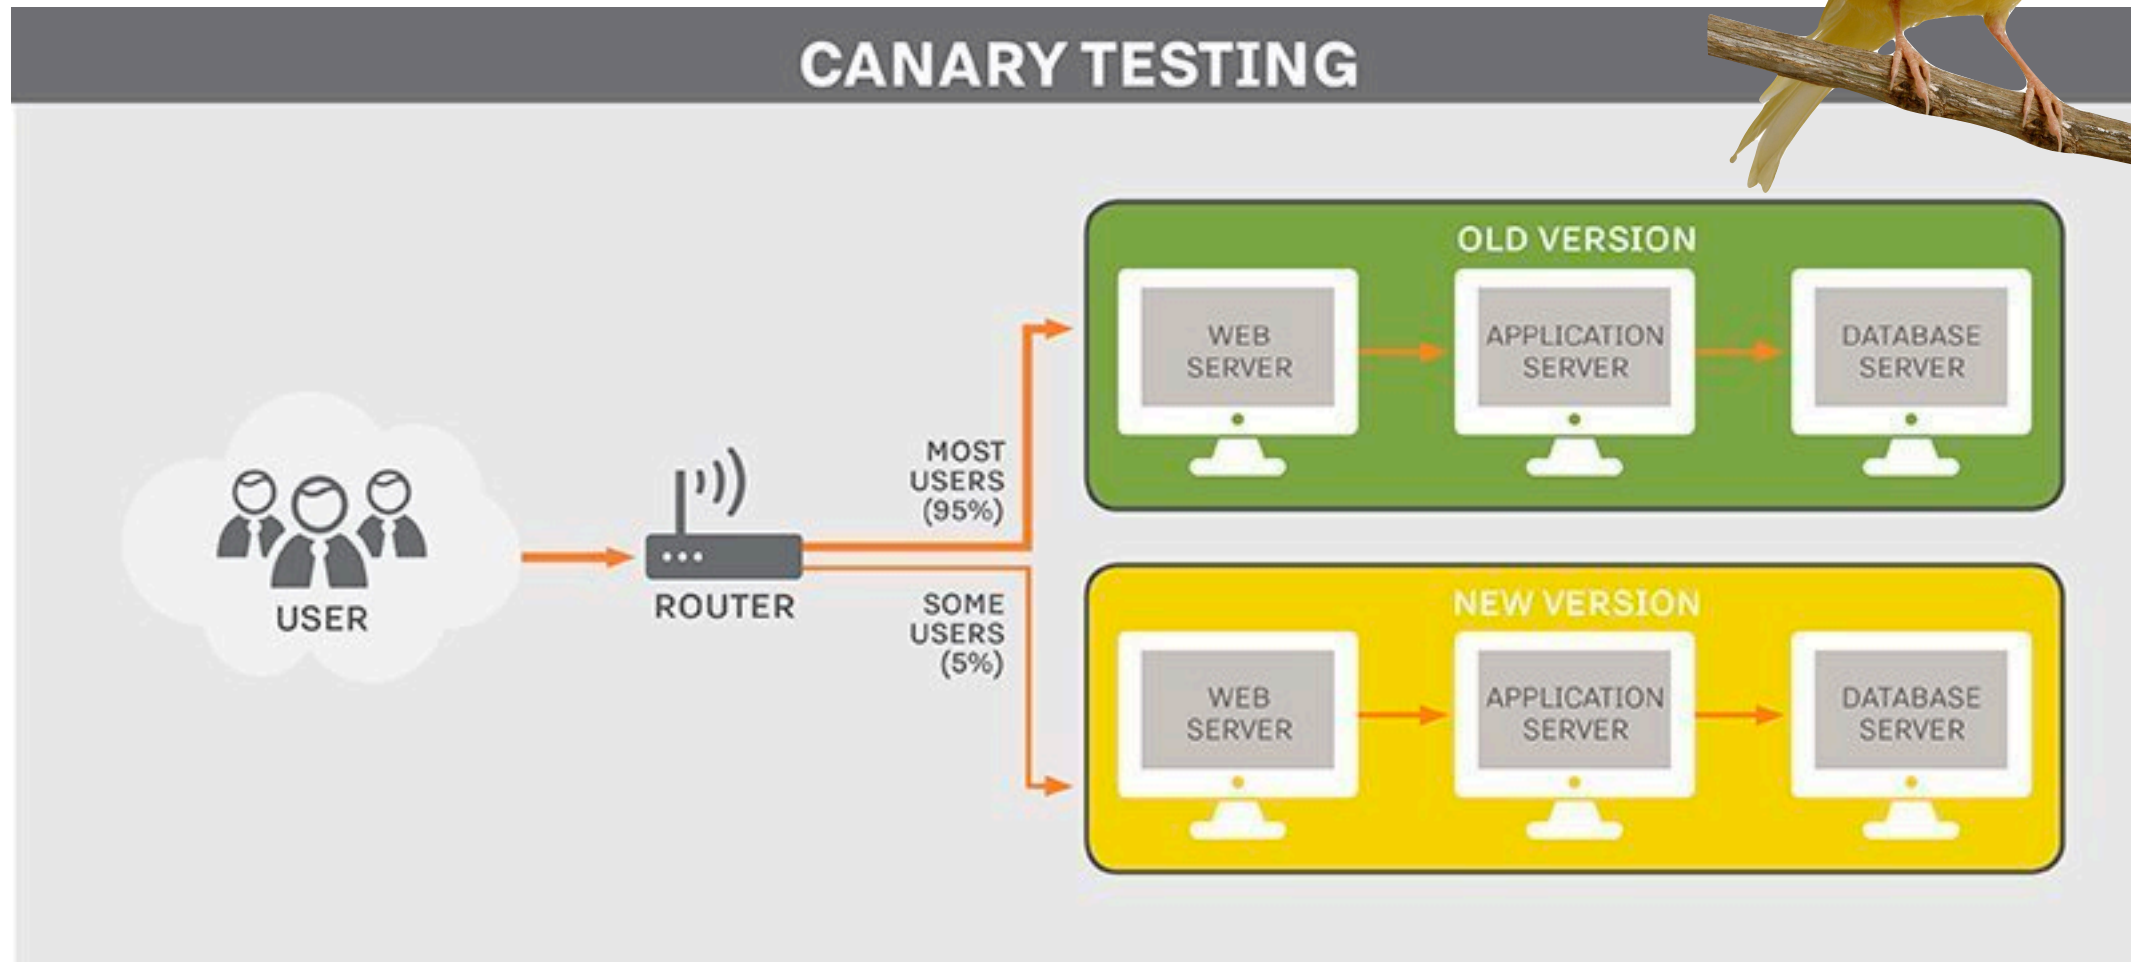 CANARY TESTING
OLD VERSION
WEB
SERVER
APPLICATION
SERVER
DATABASE
SERVER
MOST
USERS
(95%)
USER
ROUTER
SOME
USERS
(5%)
NEW VERSION
WEB
SERVER
APPLICATION
SERVER
DATABASE
SERVER